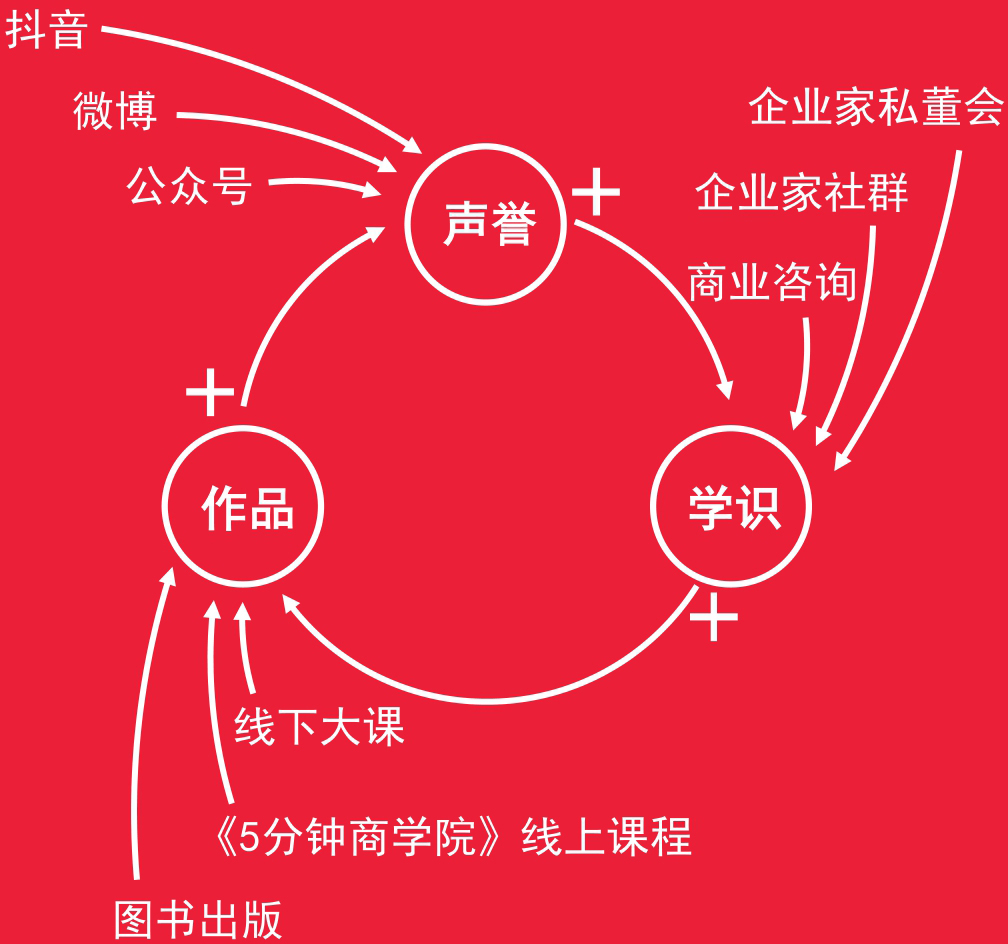 抖音
微博
公众号
企业家私董会
企业家社群
商业咨询
声誉
+
+
作品
学识
+
线下大课
《5分钟商学院》线上课程
图书出版